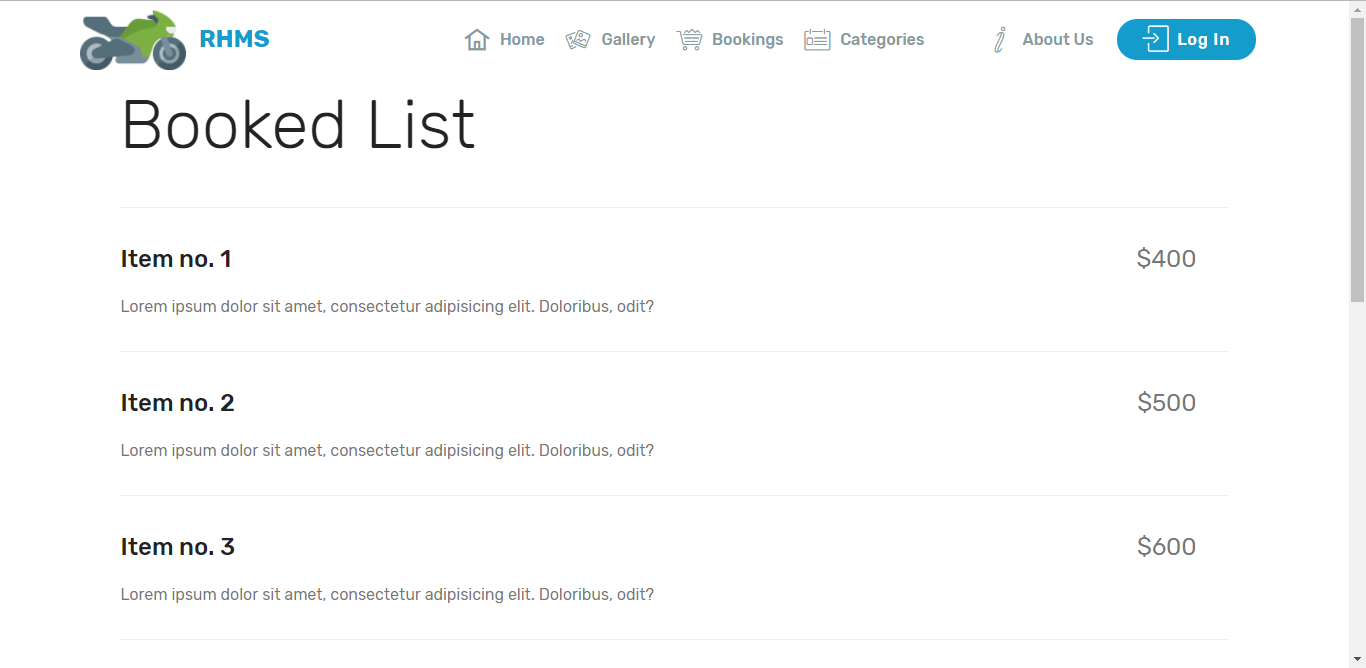 RHMS Home Gallery Bookings Categories About Us Log In
Booked List
Item no. 1 $400
Lorem ipsum dolor sit amet, consectetur adipisicing elit. Doloribus, odit?
Item no. 2 $500
Lorem ipsum dolor sit amet, consectetur adipisicing elit. Doloribus, odit?
Item no. 3 $600
Lorem ipsum dolor sit amet, consectetur adipisicing elit. Doloribus, odit?